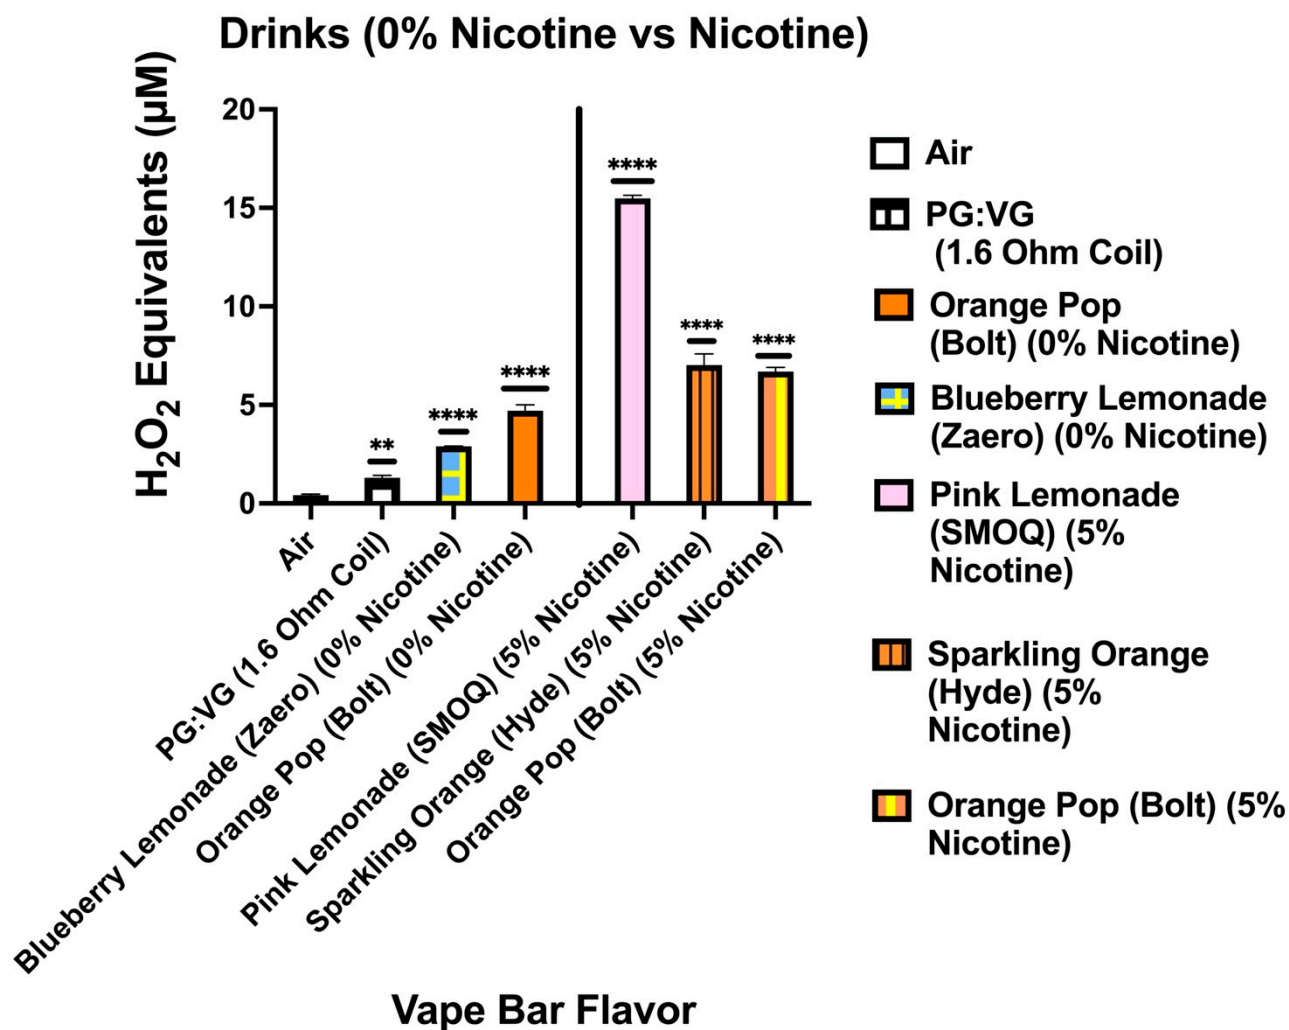 Drinks (0% Nicotine vs Nicotine)
H₂O₂ Equivalents (µM)
20
15
10
5
0
**
****
****
****
****
****
Air
PG:VG (1.6 Ohm Coil)
Blueberry Lemonade (Zaero) (0% Nicotine)
Orange Pop (Bolt) (0% Nicotine)
Pink Lemonade (SMOQ) (5% Nicotine)
Sparkling Orange (Hyde) (5% Nicotine)
Orange Pop (Bolt) (5% Nicotine)
Vape Bar Flavor
Air
PG:VG
(1.6 Ohm Coil)
Orange Pop
(Bolt) (0% Nicotine)
Blueberry Lemonade
(Zaero) (0% Nicotine)
Pink Lemonade
(SMOQ) (5%
Nicotine)
Sparkling Orange
(Hyde) (5%
Nicotine)
Orange Pop (Bolt) (5%
Nicotine)